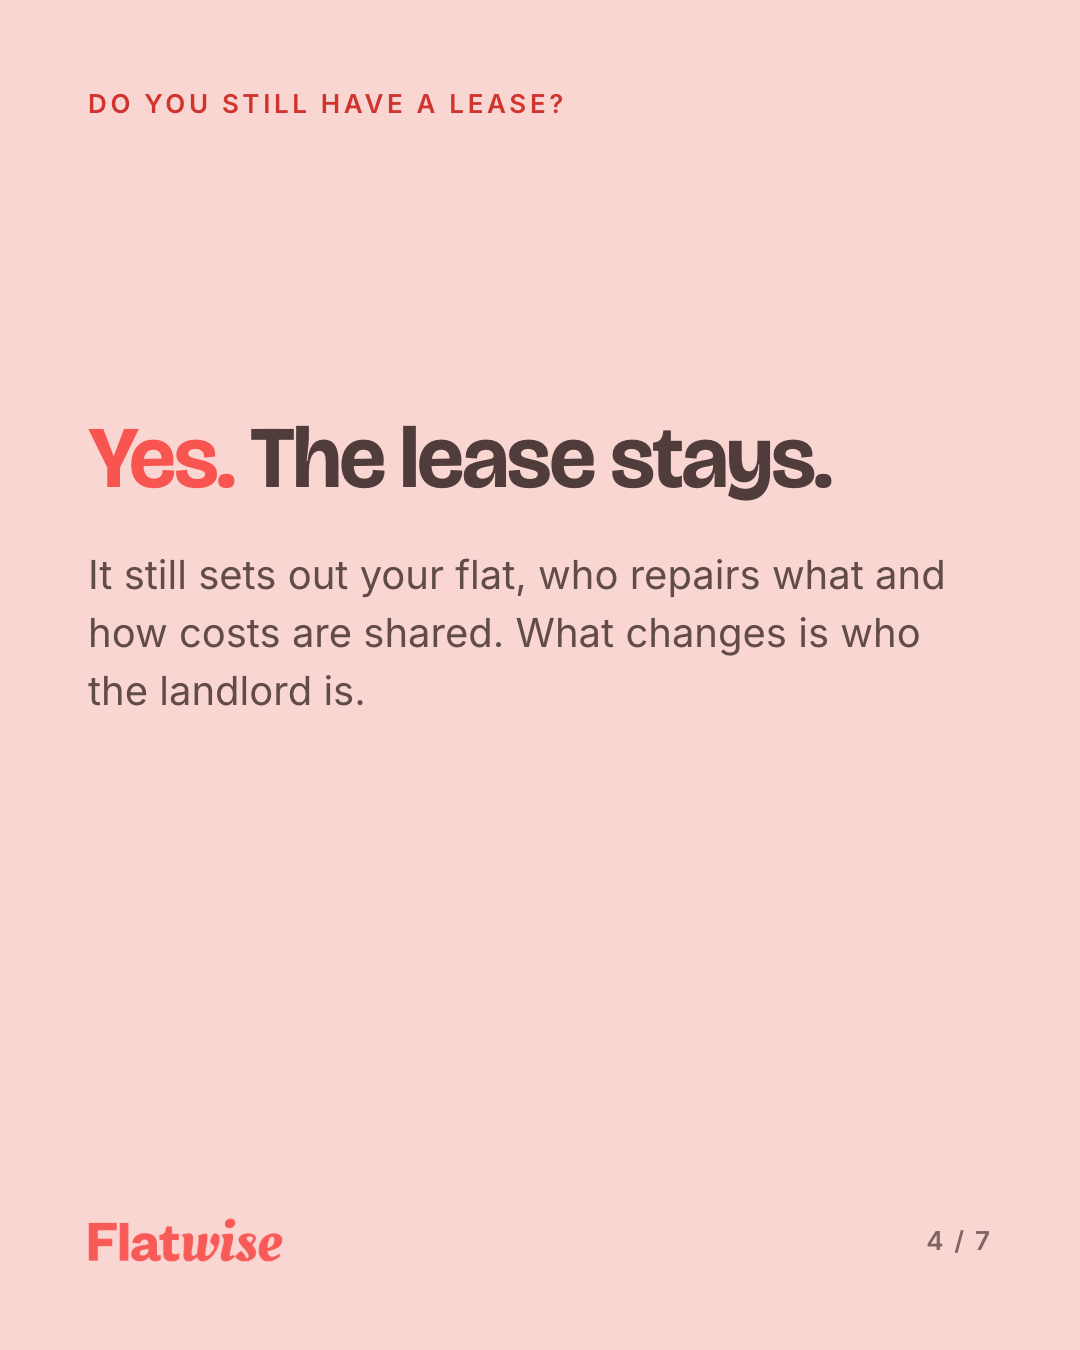 DO YOU STILL HAVE A LEASE?
Yes. The lease stays.
It still sets out your flat, who repairs what and
how costs are shared. What changes is who
the landlord is.
Flatwise
4 / 7